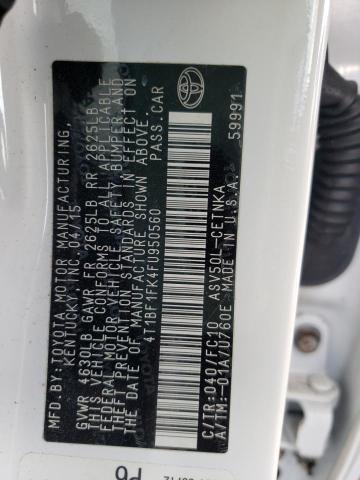 MFD.BY:TOYOTA MOTOR MANUFACTURING,
KENTUCKY, INC. 04/15
GVWR 4630LB GAWR FR 2625LB RR 2625LB
THIS VEHICLE CONFORMS TO ALL APPLICABLE
FEDERAL MOTOR VEHICLE SAFETY, BUMPER,AND
THEFT PREVENTION STANDARDS IN EFFECT
ON THE DATE OF MANUFACTURE SHOWN ABOVE.
4T1BF1FK4FU950560 PASS.CAR
C/TR:040/FC10 ASV50L-CETNKA
A/TM:-01A/U760E MADE IN U.S.A. 59991
P6